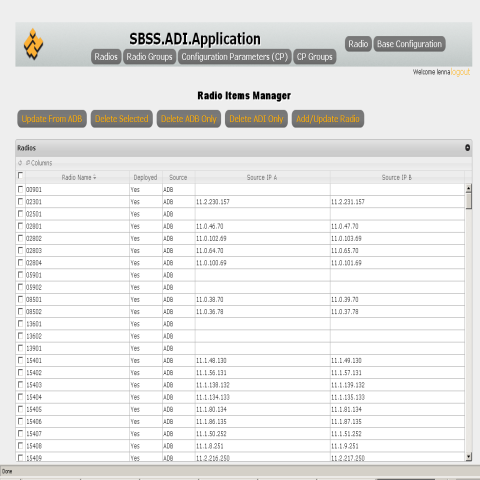 SBSS.ADI.Application
Radio Base Configuration
Radios Radio Groups Configuration Parameters (CP) CP Groups
Welcome lenna logout
Radio Items Manager
Update From ADB Delete Selected Delete ADB Only Delete ADI Only Add/Update Radio
Radios
Columns
Radio Name Deployed Source Source IP A Source IP B
00901 Yes ADB
02301 Yes ADB 11.2.230.157 11.2.231.157
02501 Yes ADB
02801 Yes ADB 11.0.46.70 11.0.47.70
02802 Yes ADB 11.0.102.69 11.0.103.69
02803 Yes ADB 11.0.64.70 11.0.65.70
02804 Yes ADB 11.0.100.69 11.0.101.69
05901 Yes ADB
05902 Yes ADB
08501 Yes ADB 11.0.38.70 11.0.39.70
08502 Yes ADB 11.0.36.78 11.0.37.78
13601 Yes ADB
13602 Yes ADB
13901 Yes ADB
15401 Yes ADB 11.1.48.130 11.1.49.130
15402 Yes ADB 11.1.56.131 11.1.57.131
15403 Yes ADB 11.1.138.132 11.1.139.132
15404 Yes ADB 11.1.134.133 11.1.135.133
15405 Yes ADB 11.1.80.134 11.1.81.134
15406 Yes ADB 11.1.86.135 11.1.87.135
15407 Yes ADB 11.1.50.252 11.1.51.252
15408 Yes ADB 11.1.8.251 11.1.9.251
15409 Yes ADB 11.2.216.250 11.2.217.250
Done